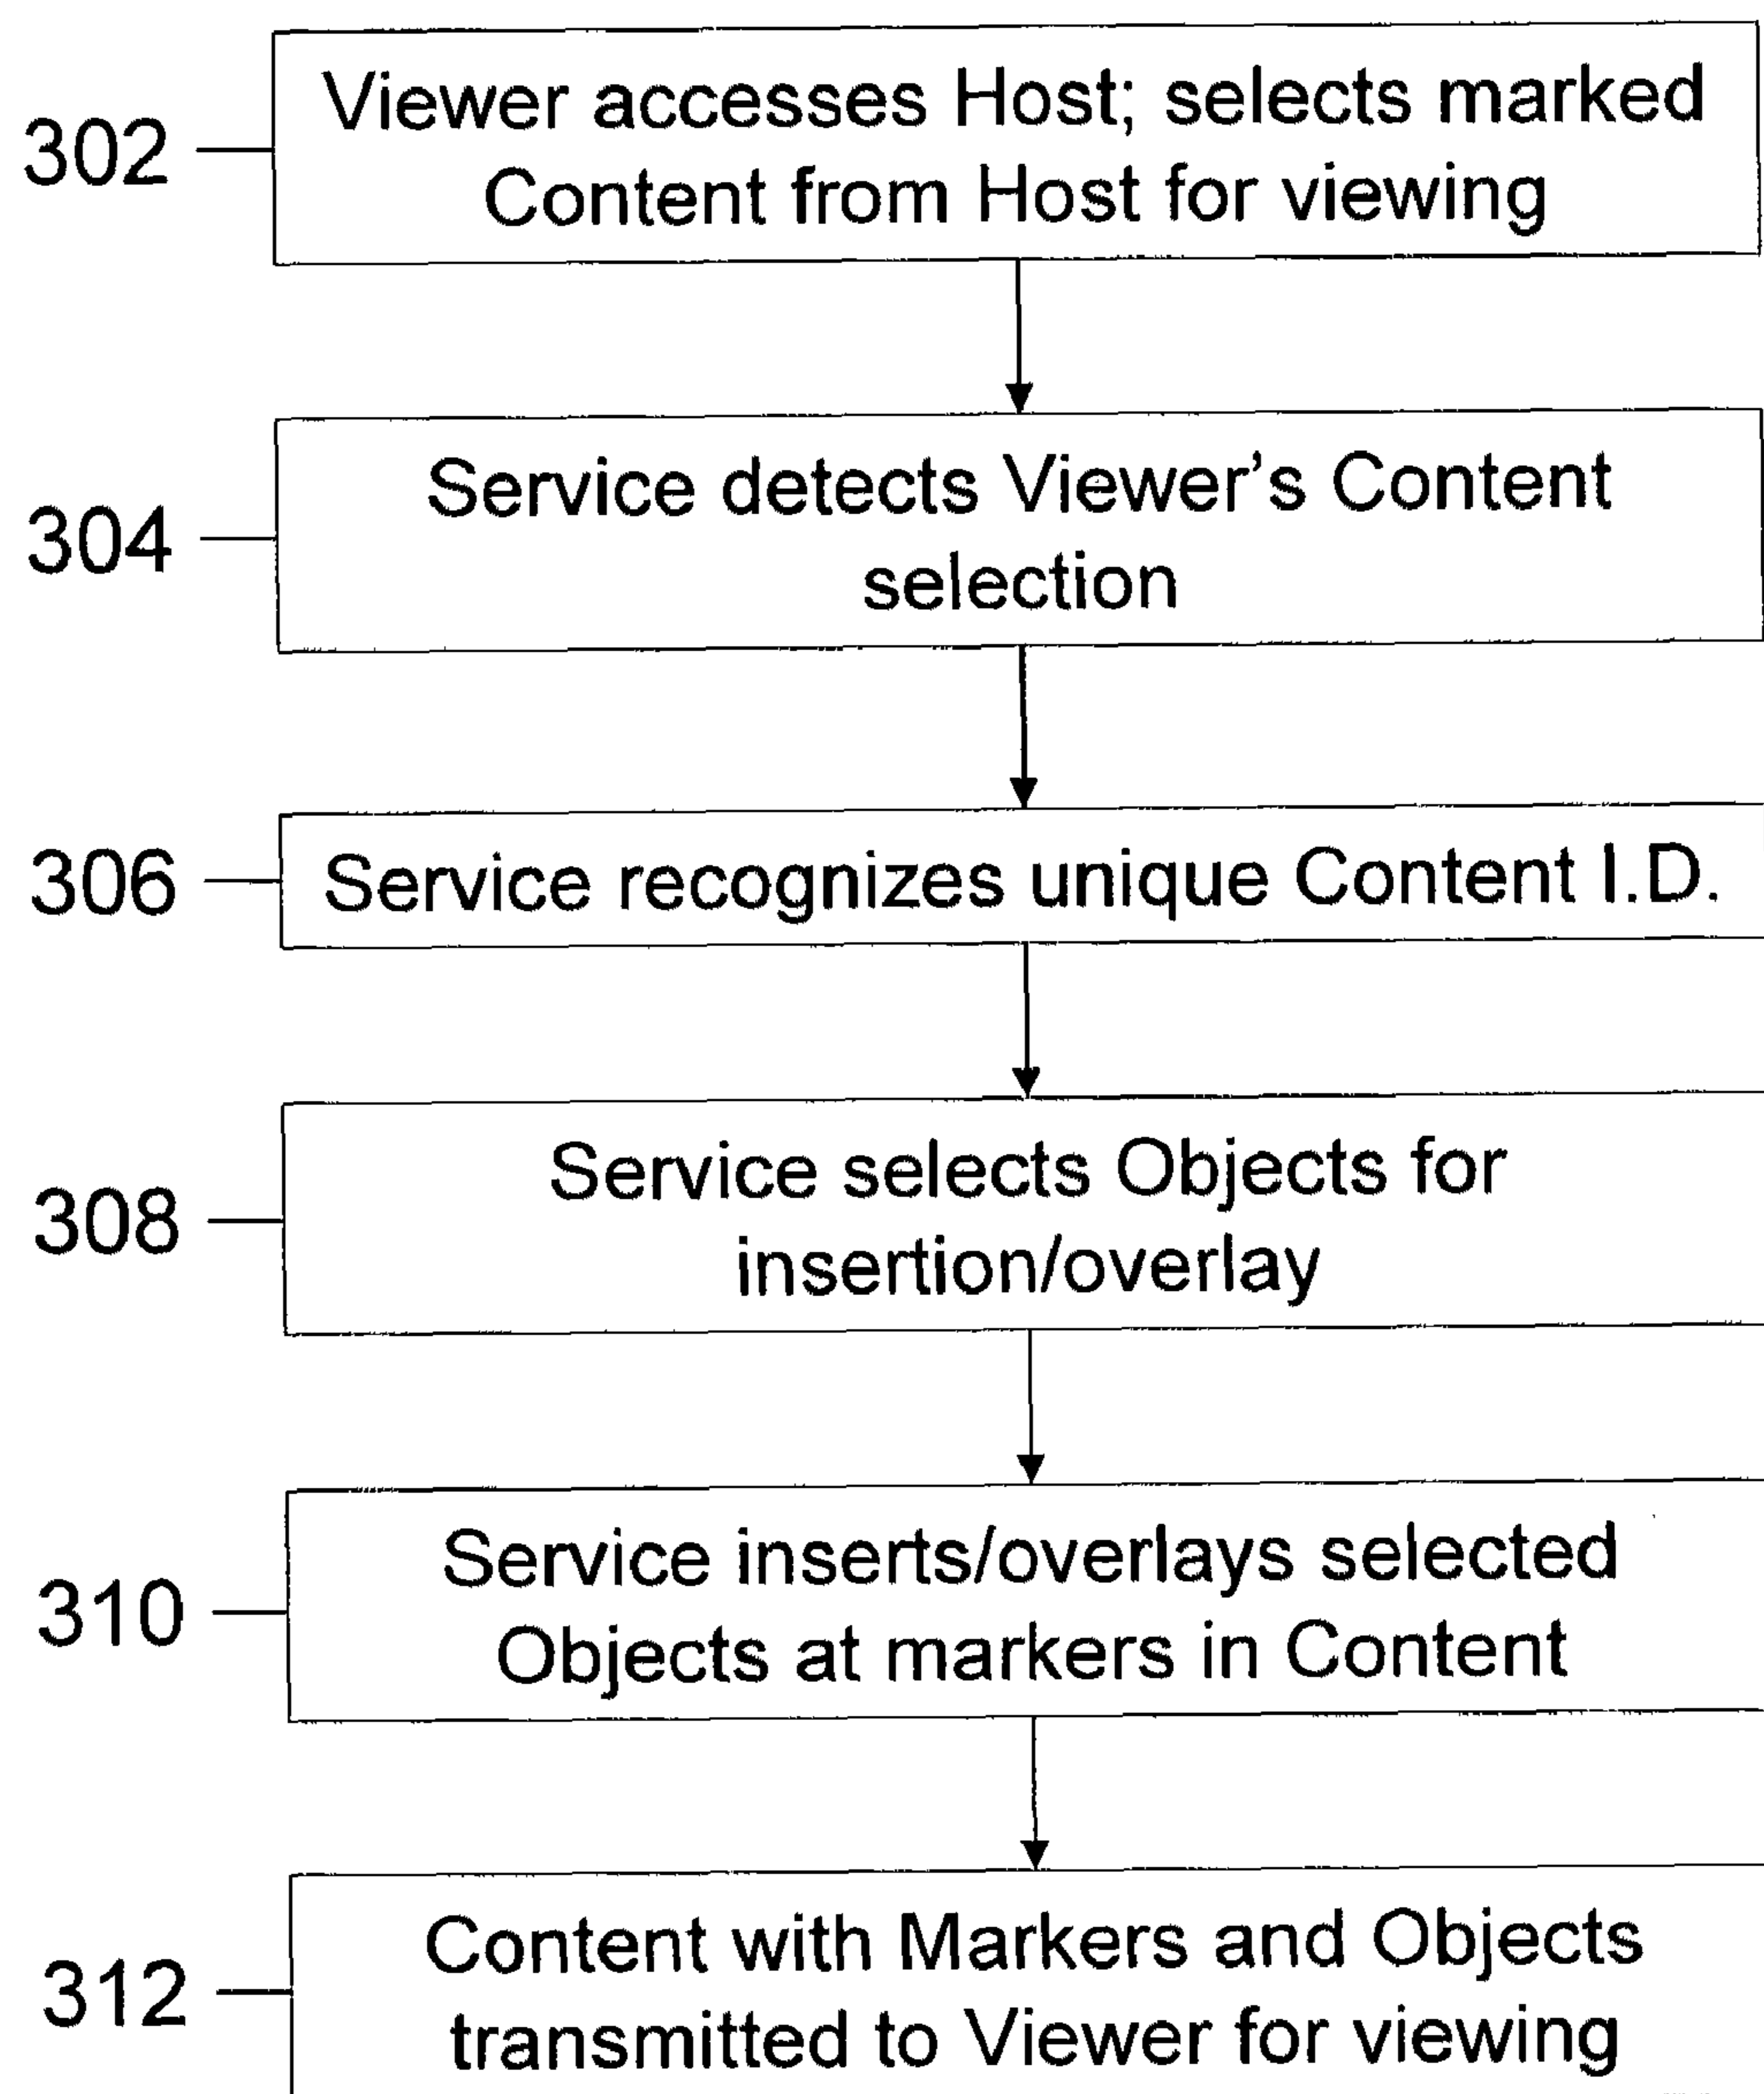 302
Viewer accesses Host; selects marked
Content from Host for viewing
304
Service detects Viewer's Content
selection
306
Service recognizes unique Content I.D.
308
Service selects Objects for
insertion/overlay
310
Service inserts/overlays selected
Objects at markers in Content
312
Content with Markers and Objects
transmitted to Viewer for viewing